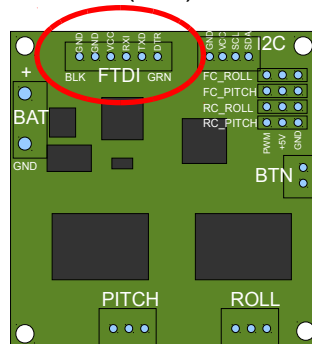 GND GND VCC RXI TXD DTR
GND VCC SCL SDA
I2C
BLK FTDI GRN
+
BAT
GND
FC_ROLL
FC_PITCH
RC_ROLL
RC_PITCH
PWM +5V GND
BTN
PITCH
ROLL